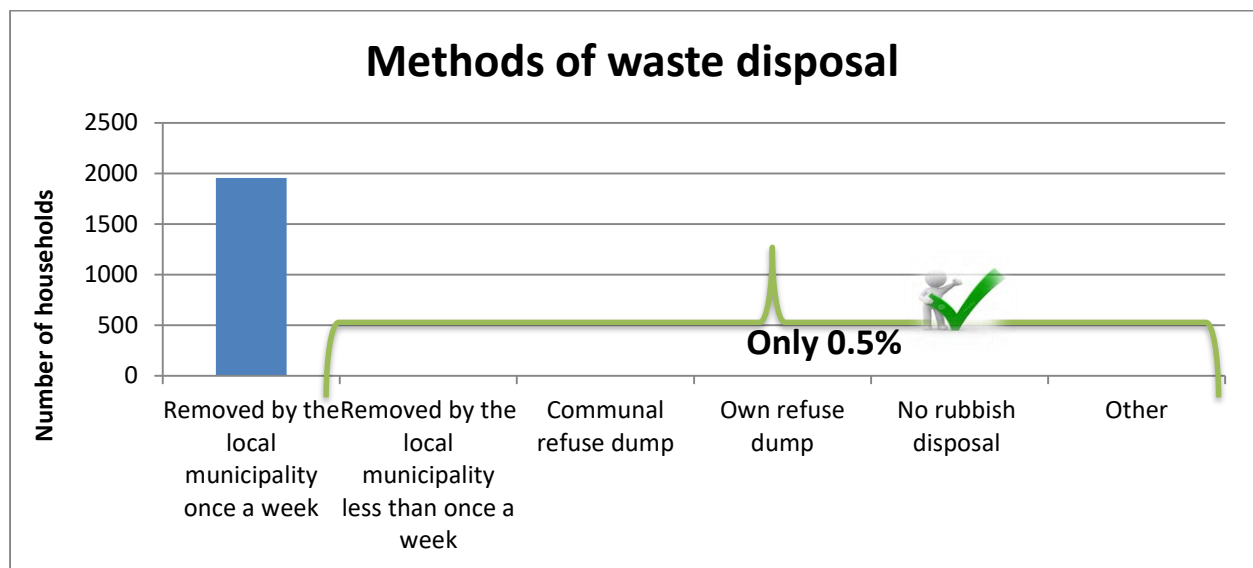 Methods of waste disposal
Number of households
2500
2000
1500
1000
500
0
Only 0.5%
Removed by the
local
municipality
once a week
Removed by the
local
municipality
less than once a
week
Communal
refuse dump
Own refuse
dump
No rubbish
disposal
Other